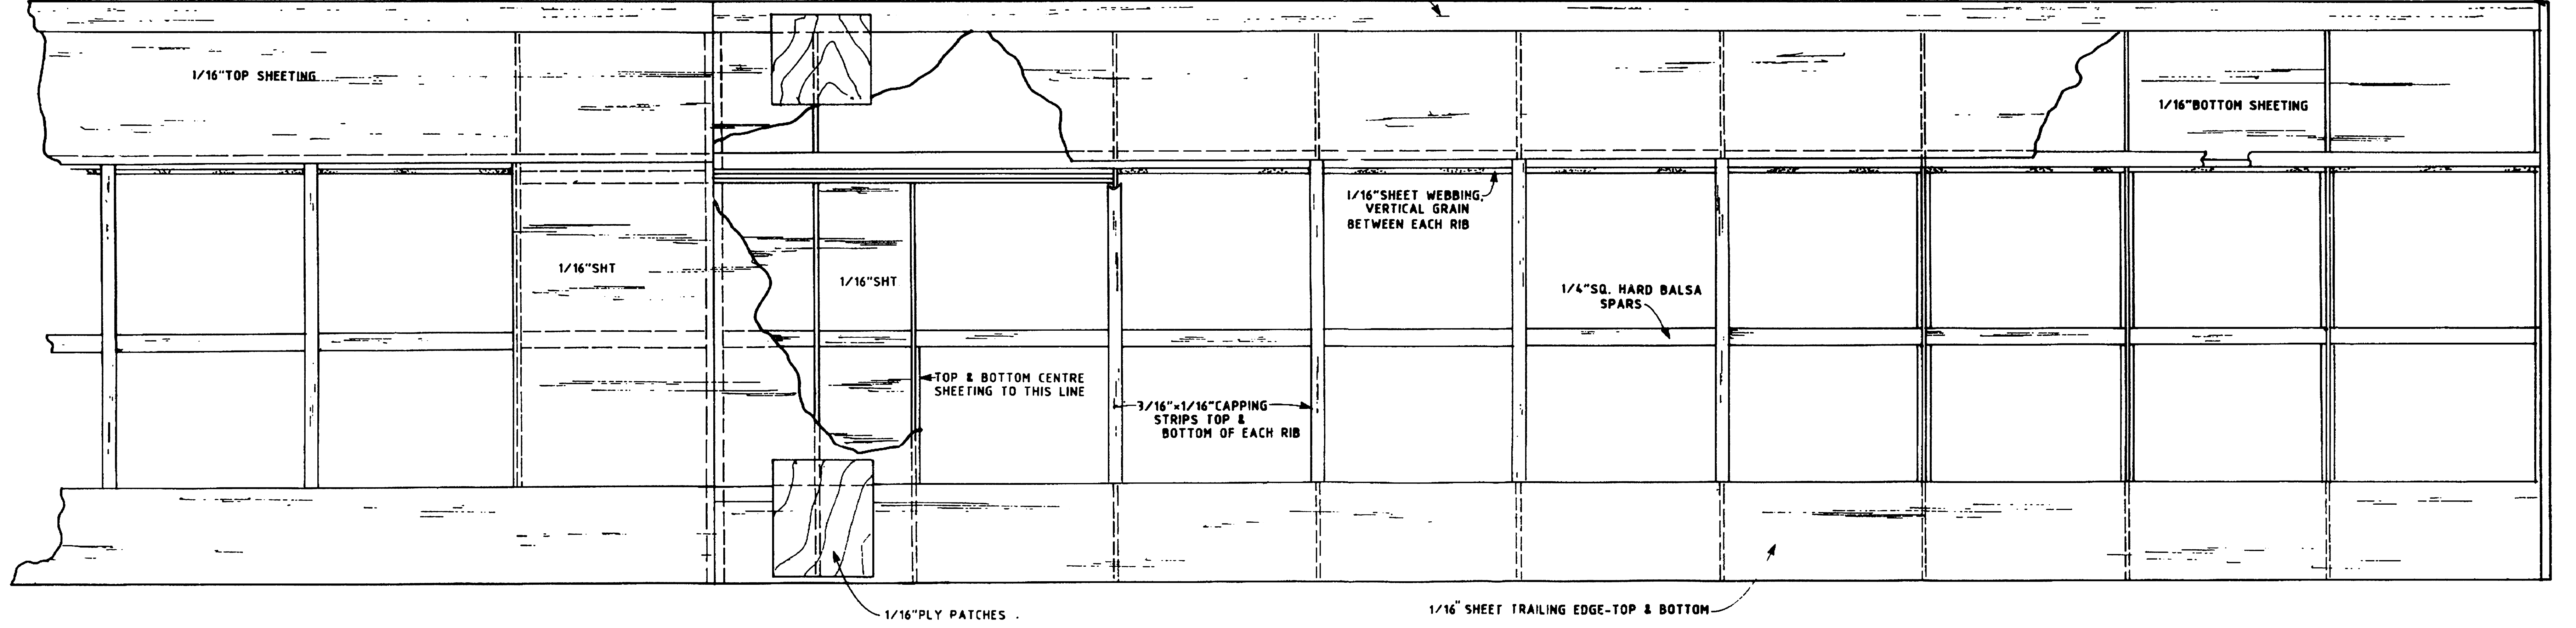 1/16"TOP SHEETING
1/16"BOTTOM SHEETING
1/16"SHEET WEBBING,
VERTICAL GRAIN
BETWEEN EACH RIB
1/16"SHT
1/16"SHT
1/4"SQ. HARD BALSA
SPARS
TOP & BOTTOM CENTRE
SHEETING TO THIS LINE
3/16"×1/16"CAPPING
STRIPS TOP &
BOTTOM OF EACH RIB
1/16"PLY PATCHES .
1/16" SHEET TRAILING EDGE-TOP & BOTTOM